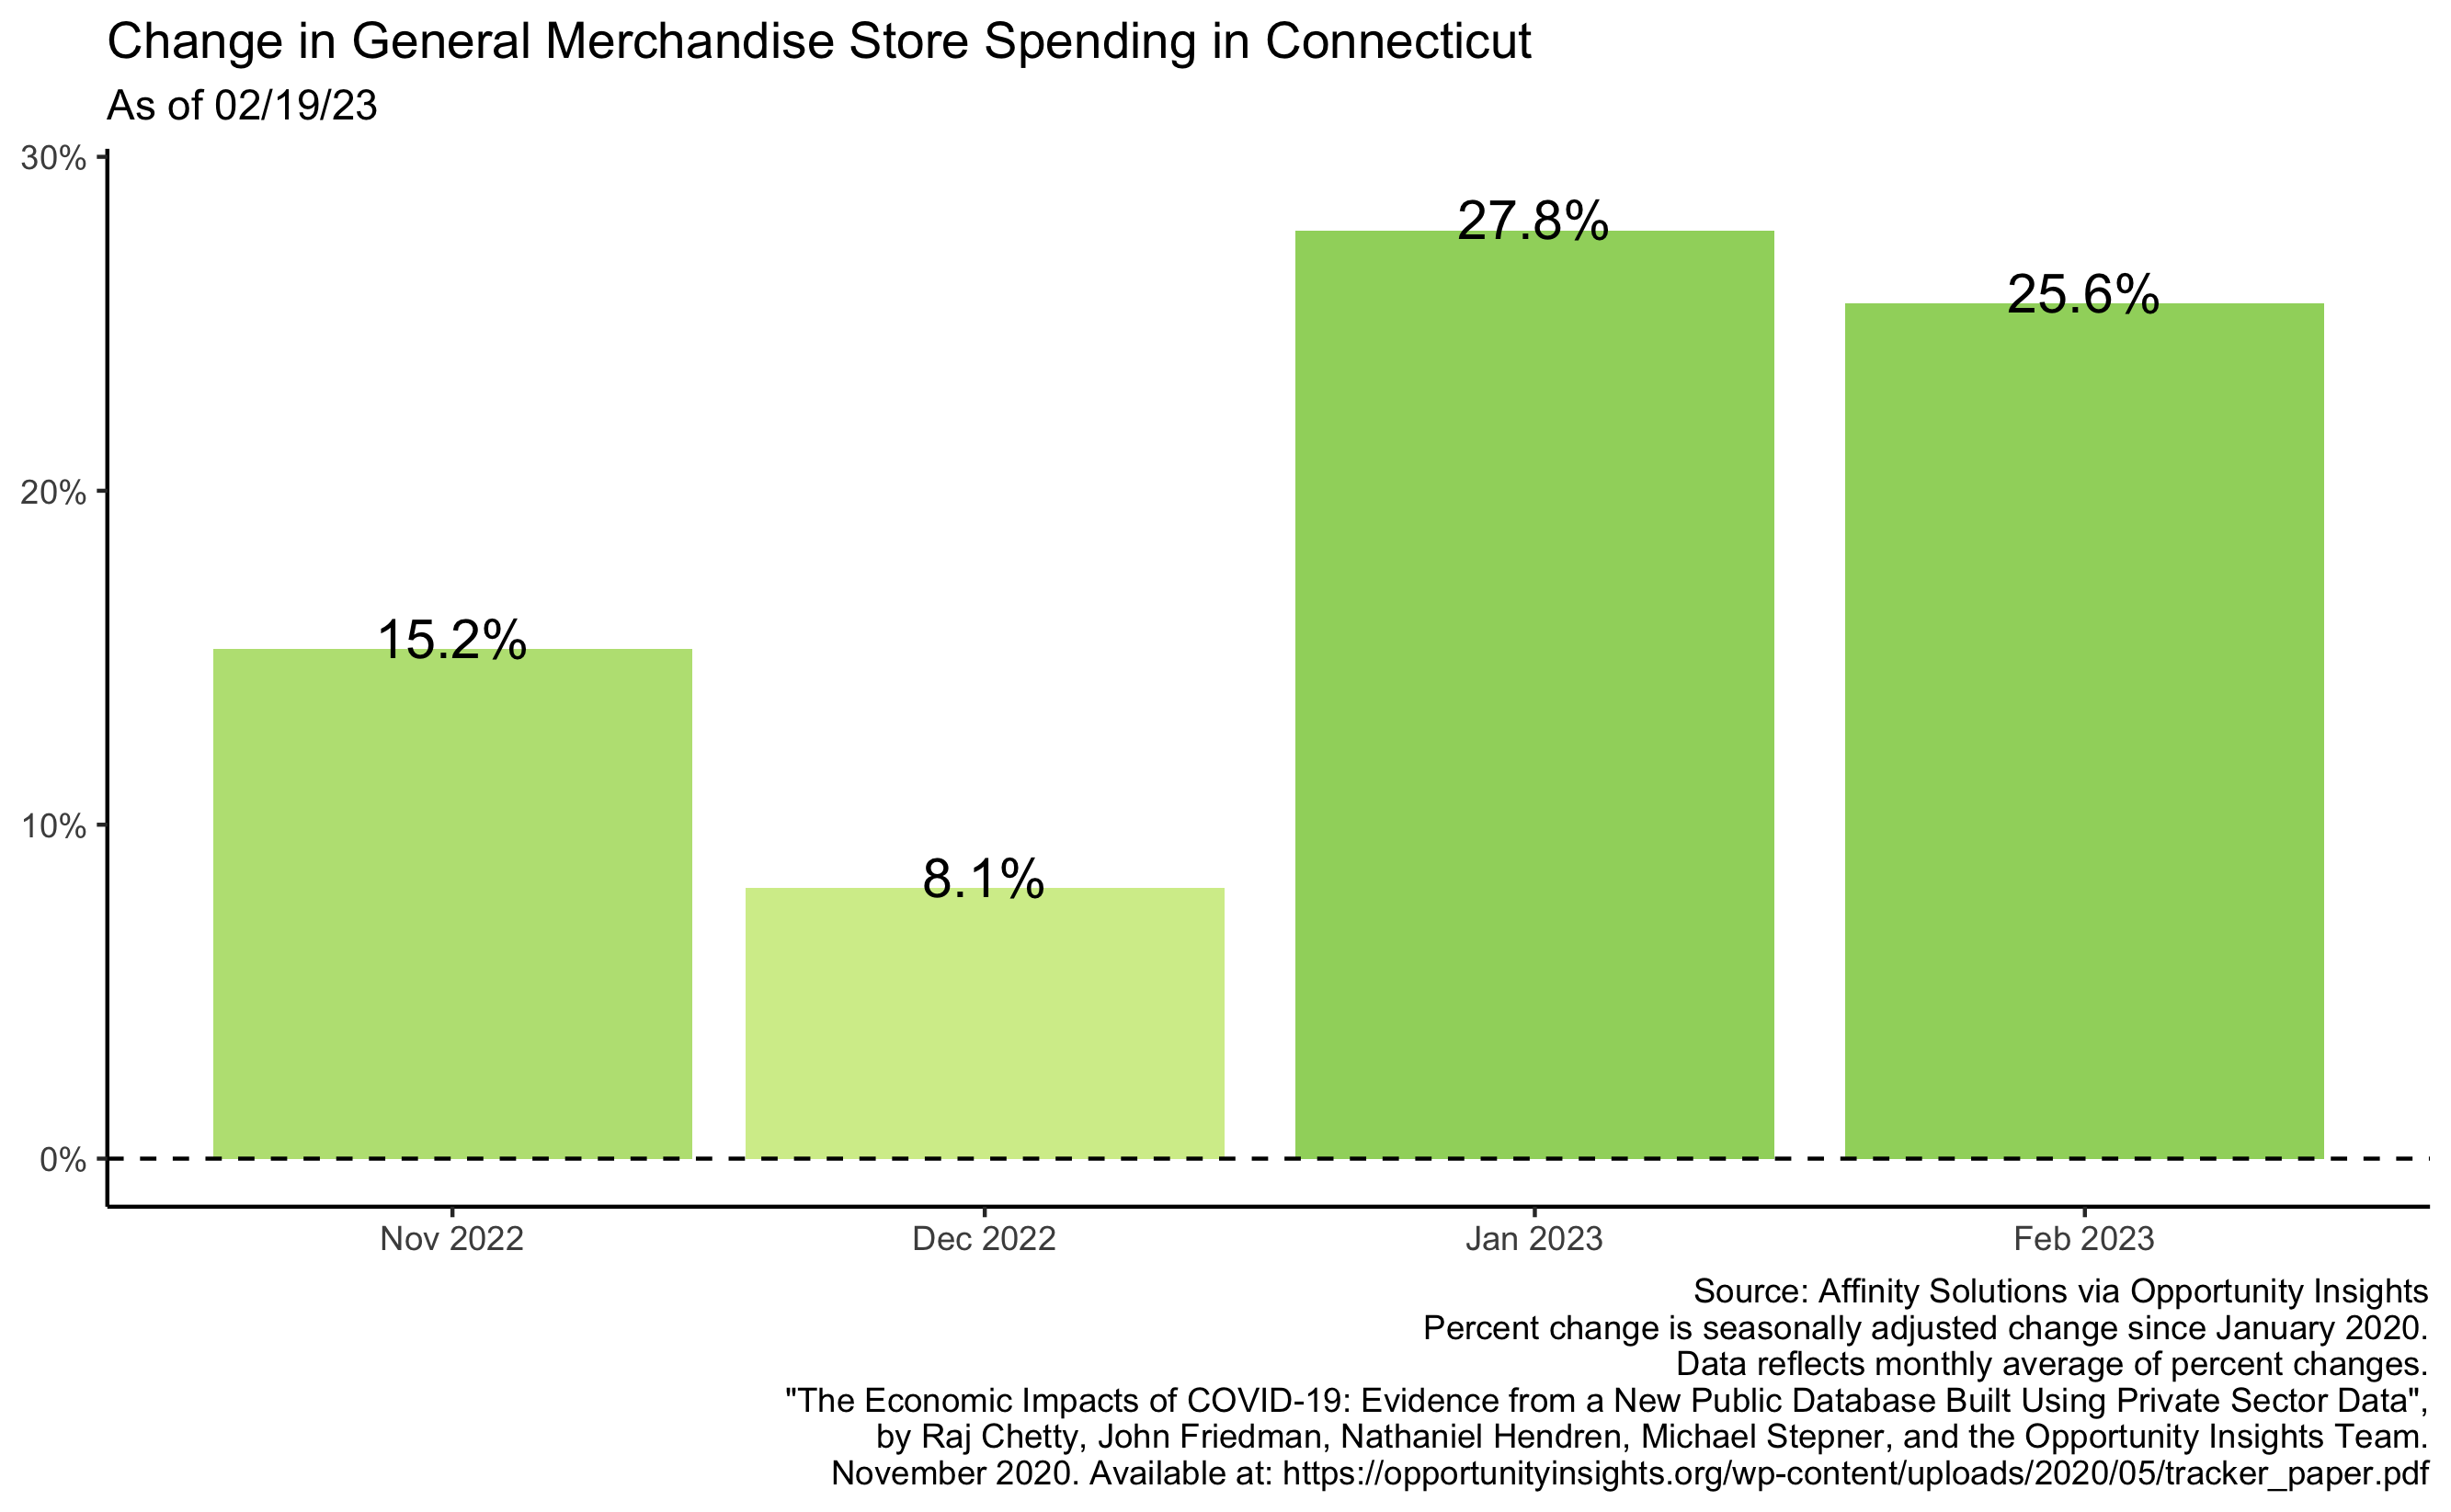 Change in General Merchandise Store Spending in Connecticut
As of 02/19/23
30%
20%
10%
0%
15.2%
8.1%
27.8%
25.6%
Nov 2022
Dec 2022
Jan 2023
Feb 2023
Source: Affinity Solutions via Opportunity Insights
Percent change is seasonally adjusted change since January 2020.
Data reflects monthly average of percent changes.
"The Economic Impacts of COVID-19: Evidence from a New Public Database Built Using Private Sector Data",
by Raj Chetty, John Friedman, Nathaniel Hendren, Michael Stepner, and the Opportunity Insights Team.
November 2020. Available at: https://opportunityinsights.org/wp-content/uploads/2020/05/tracker_paper.pdf